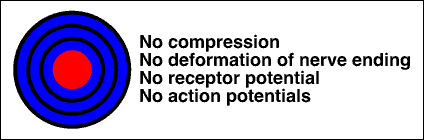 No compression
No deformation of nerve ending
No receptor potential
No action potentials